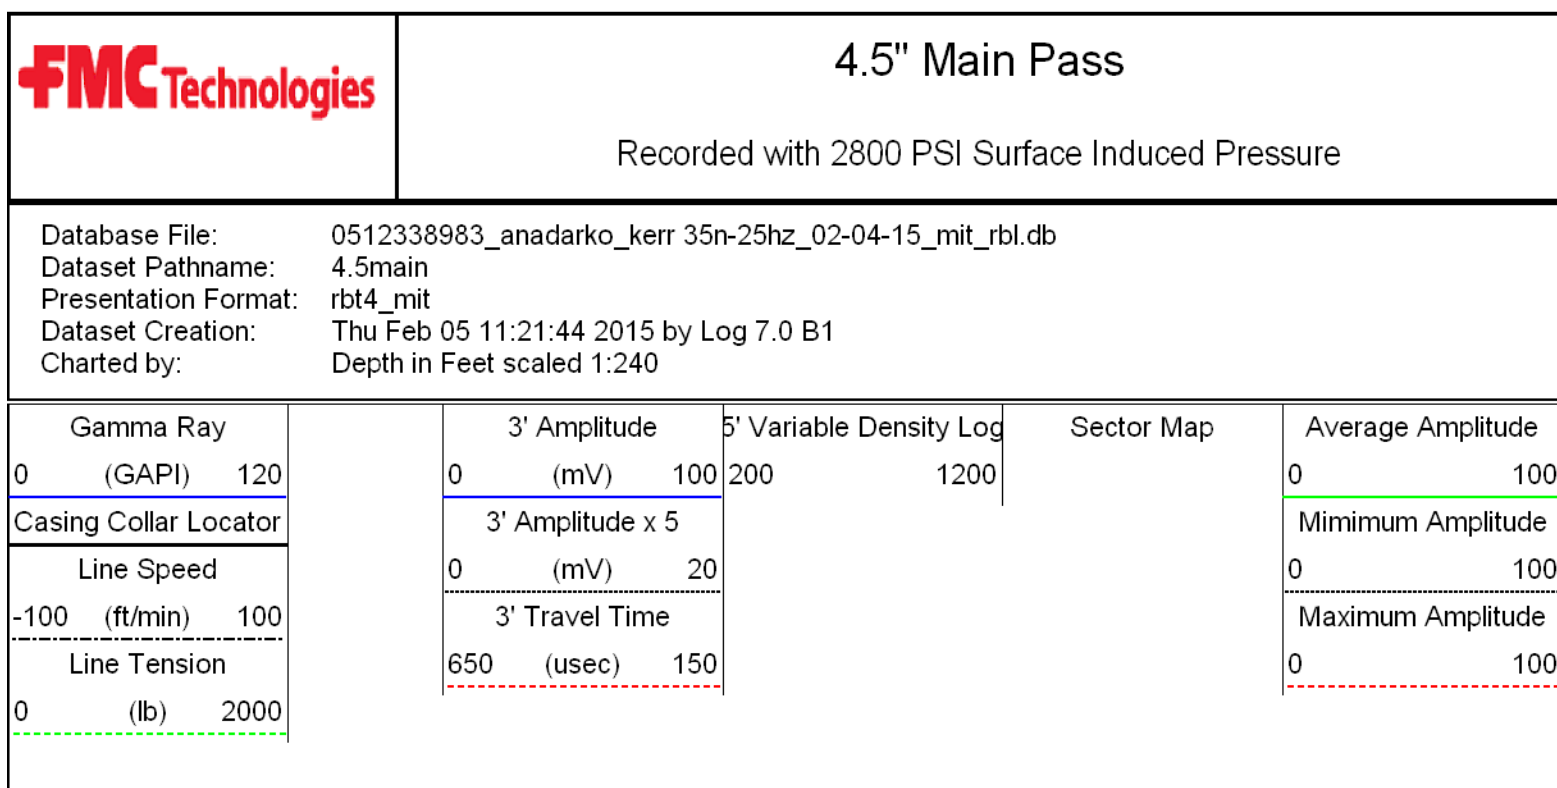 FMC Technologies
4.5" Main Pass
Recorded with 2800 PSI Surface Induced Pressure
Database File: 0512338983_anadarko_kerr 35n-25hz_02-04-15_mit_rbl.db
Dataset Pathname: 4.5main
Presentation Format: rbt4_mit
Dataset Creation: Thu Feb 05 11:21:44 2015 by Log 7.0 B1
Charted by: Depth in Feet scaled 1:240
Gamma Ray
0 (GAPI) 120
Casing Collar Locator
Line Speed
-100 (ft/min) 100
Line Tension
0 (lb) 2000
3' Amplitude
0 (mV) 100
3' Amplitude x 5
0 (mV) 20
3' Travel Time
650 (usec) 150
5' Variable Density Log
200 1200
Sector Map
Average Amplitude
0 100
Mimimum Amplitude
0 100
Maximum Amplitude
0 100